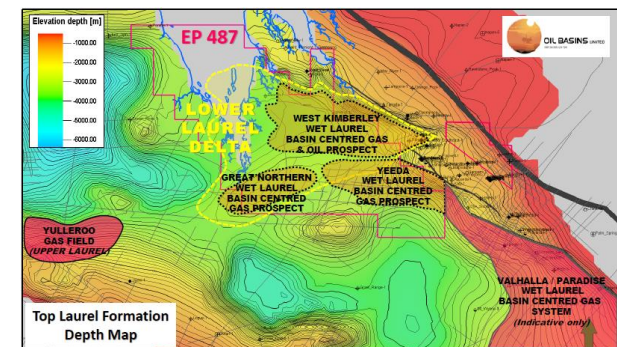 Elevation depth [m]
-1000.00
-2000.00
-3000.00
-4000.00
-5000.00
-6000.00
EP 487
OIL BASINS LIMITED
LOWER
LAUREL
DELTA
WEST KIMBERLEY
WET LAUREL
BASIN CENTRED GAS
& OIL PROSPECT
GREAT NORTHERN
WET LAUREL
BASIN CENTRED
GAS PROSPECT
YEEDA
WET LAUREL
BASIN CENTRED
GAS PROSPECT
YULLEROO
GAS FIELD
(UPPER LAUREL)
VALHALLA / PARADISE
WET LAUREL
BASIN CENTRED GAS
SYSTEM
(Indicative only)
Top Laurel Formation
Depth Map